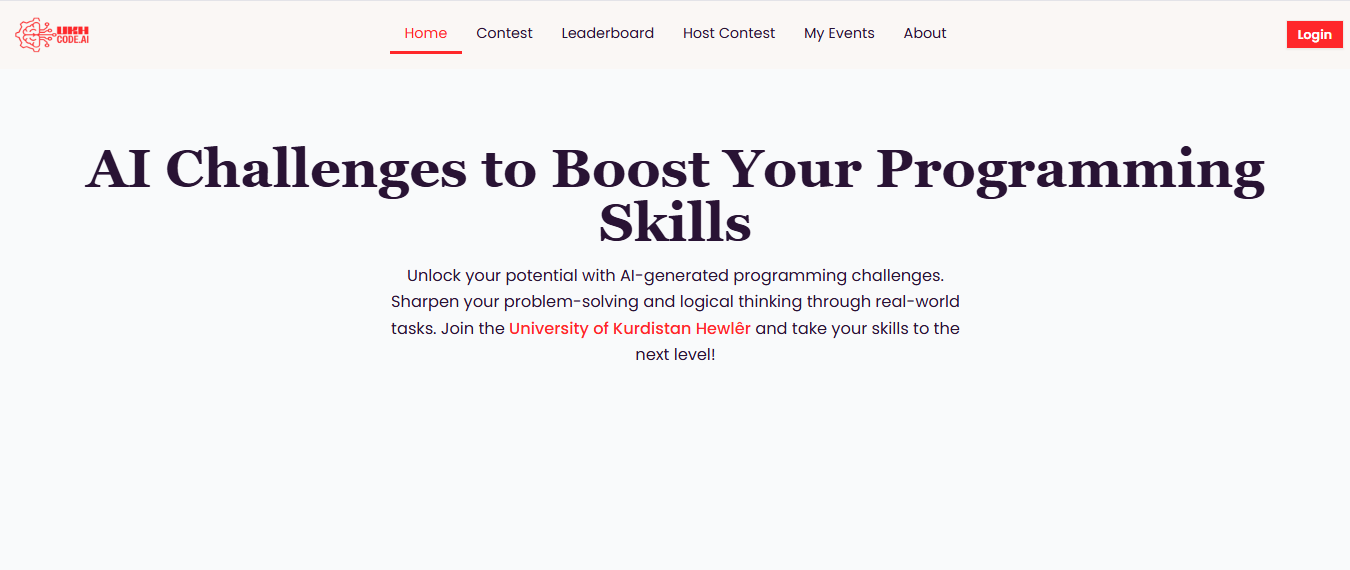 UKH
CODE.AI
Home Contest Leaderboard Host Contest My Events About
Login
AI Challenges to Boost Your Programming
Skills
Unlock your potential with AI-generated programming challenges.
Sharpen your problem-solving and logical thinking through real-world
tasks. Join the University of Kurdistan Hewlêr and take your skills to the
next level!